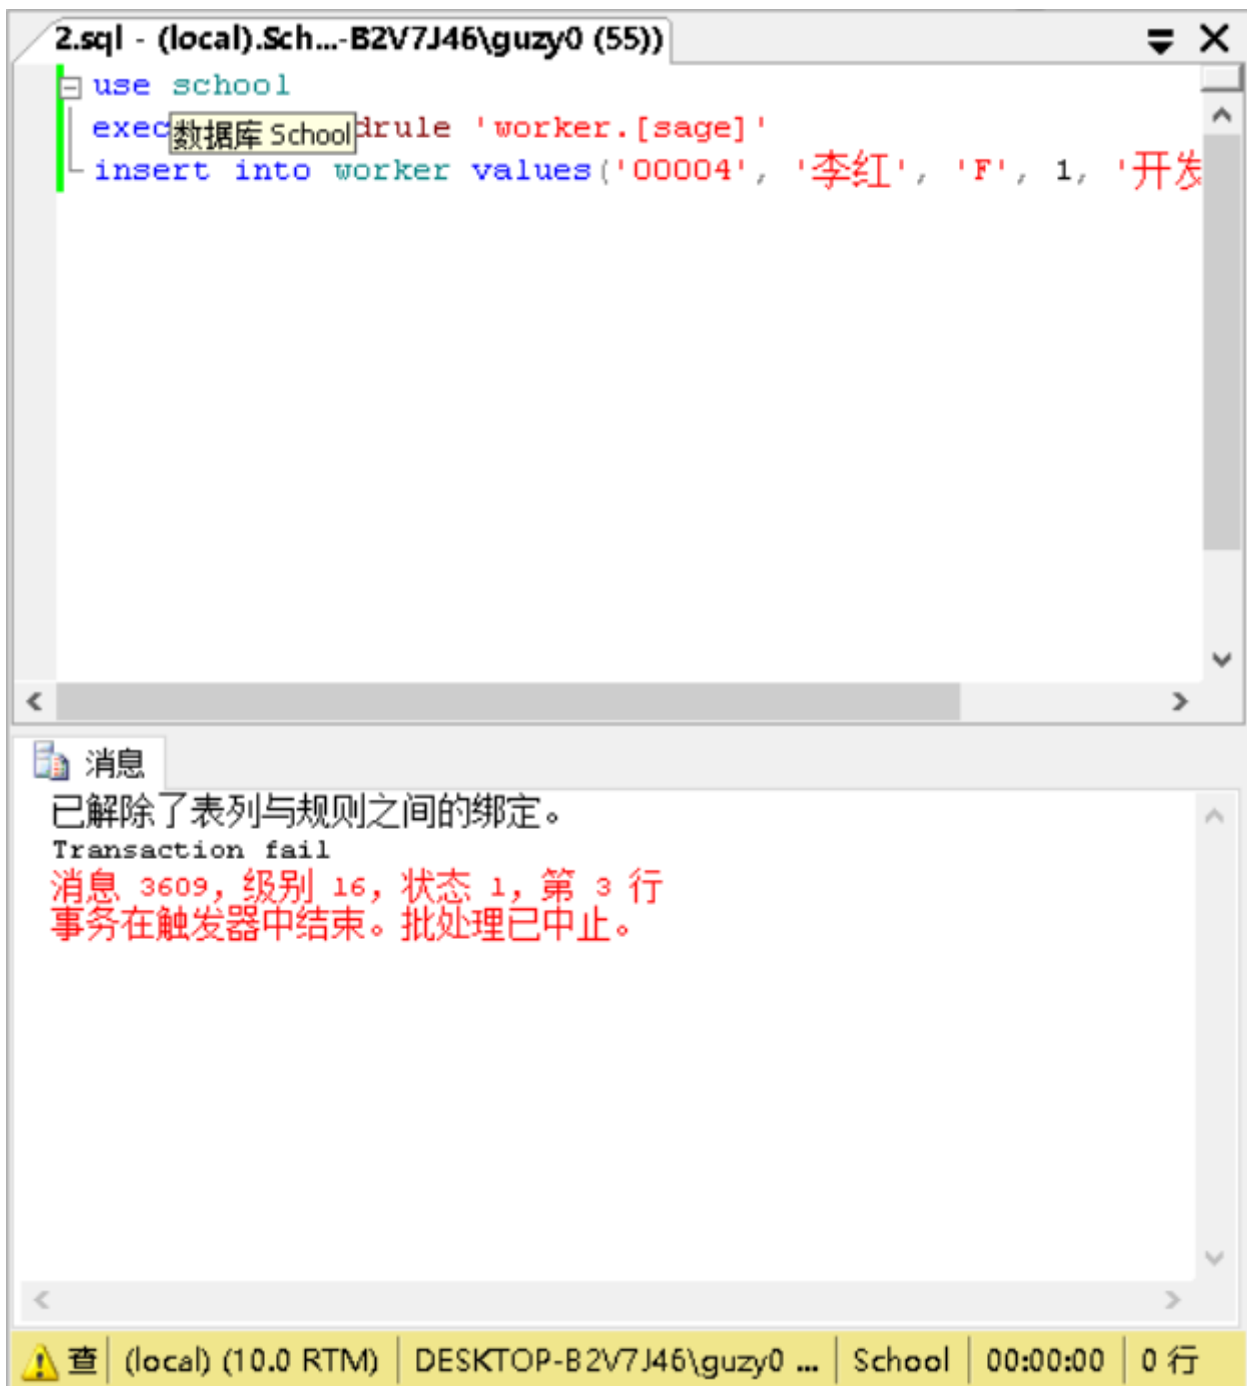 2.sql - (local).Sch...-B2V7J46\guzy0 (55))
use school
exec drule 'worker.[sage]'
数据库 School
insert into worker values('00004', '李红', 'F', 1, '开发
消息
已解除了表列与规则之间的绑定。
Transaction fail
消息 3609，级别 16，状态 1，第 3 行
事务在触发器中结束。批处理已中止。
查 (local) (10.0 RTM) DESKTOP-B2V7J46\guzy0 ... School 00:00:00 0 行